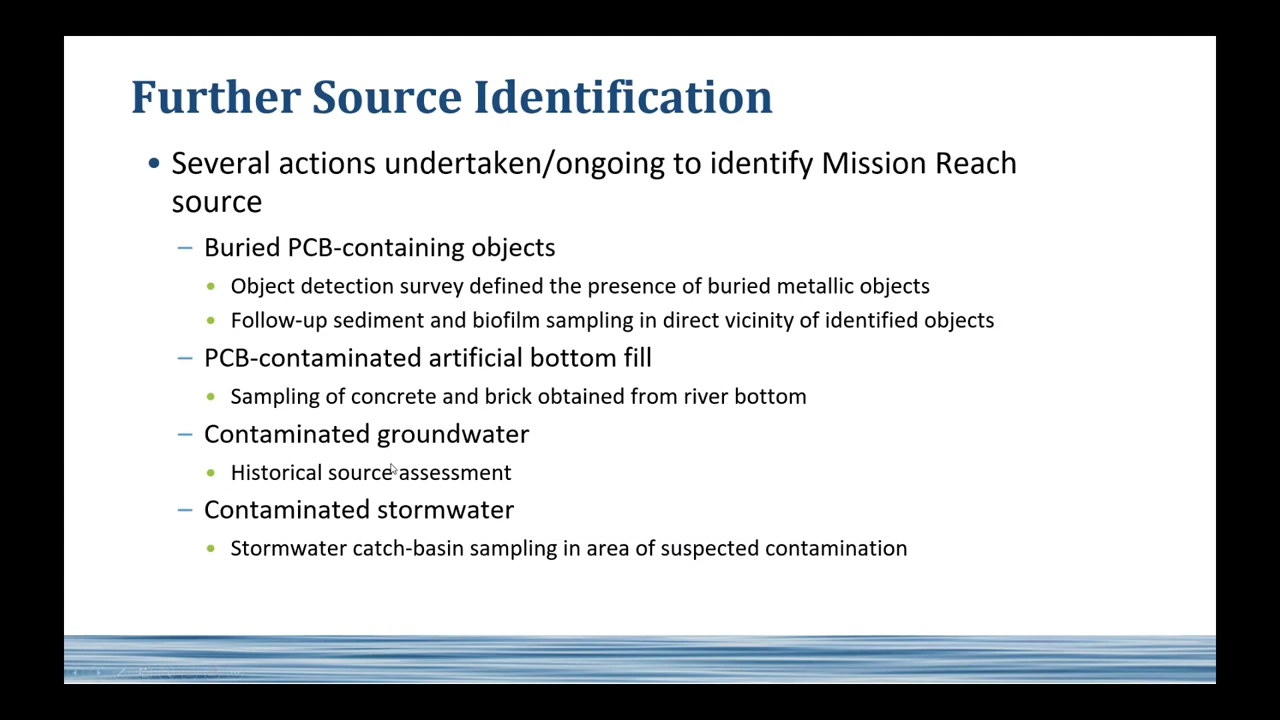 Further Source Identification
• Several actions undertaken/ongoing to identify Mission Reach
source
– Buried PCB-containing objects
• Object detection survey defined the presence of buried metallic objects
• Follow-up sediment and biofilm sampling in direct vicinity of identified objects
– PCB-contaminated artificial bottom fill
• Sampling of concrete and brick obtained from river bottom
– Contaminated groundwater
• Historical source assessment
– Contaminated stormwater
• Stormwater catch-basin sampling in area of suspected contamination